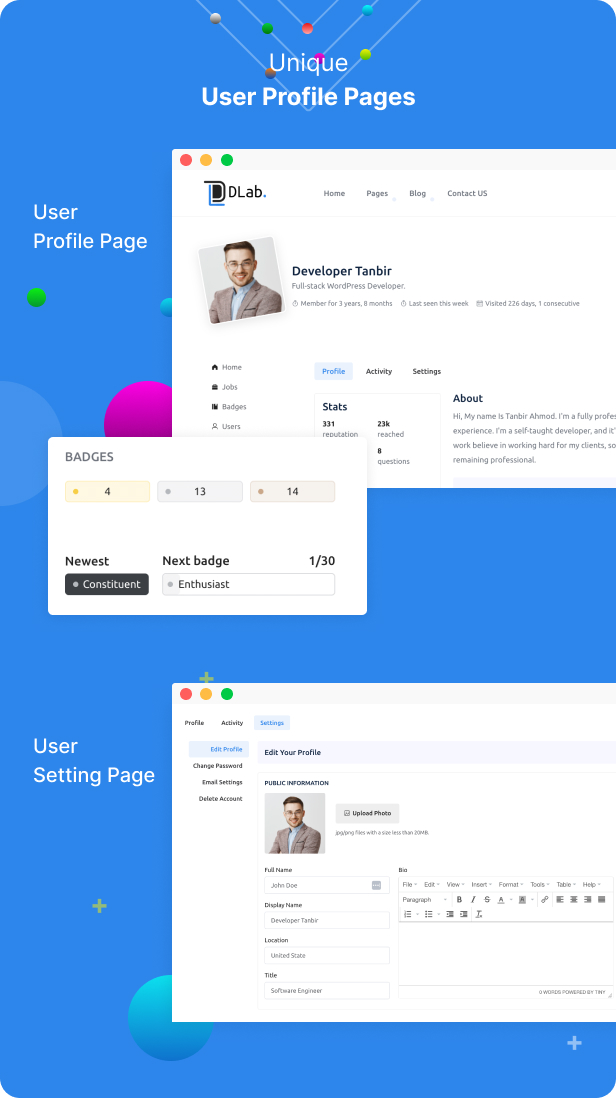 Unique
User Profile Pages
User
Profile Page
DLab.
Home Pages Blog Contact US
Developer Tanbir
Full-stack WordPress Developer.
Member for 3 years, 8 months Last seen this week Visited 226 days, 1 consecutive
Home
Jobs
Badges
Users
Profile Activity Settings
Stats
331
reputation
23k
reached
8
questions
About
Hi, My name Is Tanbir Ahmod. I'm a fully profes
experience. I'm a self-taught developer, and it'
work believe in working hard for my clients, so
remaining professional.
BADGES
4 13 14
Newest
Constituent
Next badge 1/30
Enthusiast
User
Setting Page
Profile Activity Settings
Edit Profile
Change Password
Email Settings
Delete Account
Edit Your Profile
PUBLIC INFORMATION
Upload Photo
jpg/png files with a size less than 20MB.
Full Name
John Doe
Display Name
Developer Tanbir
Location
United State
Title
Software Engineer
Bio
File Edit View Insert Format Tools Table Help
Paragraph B I S A
0 WORDS POWERED BY TINY